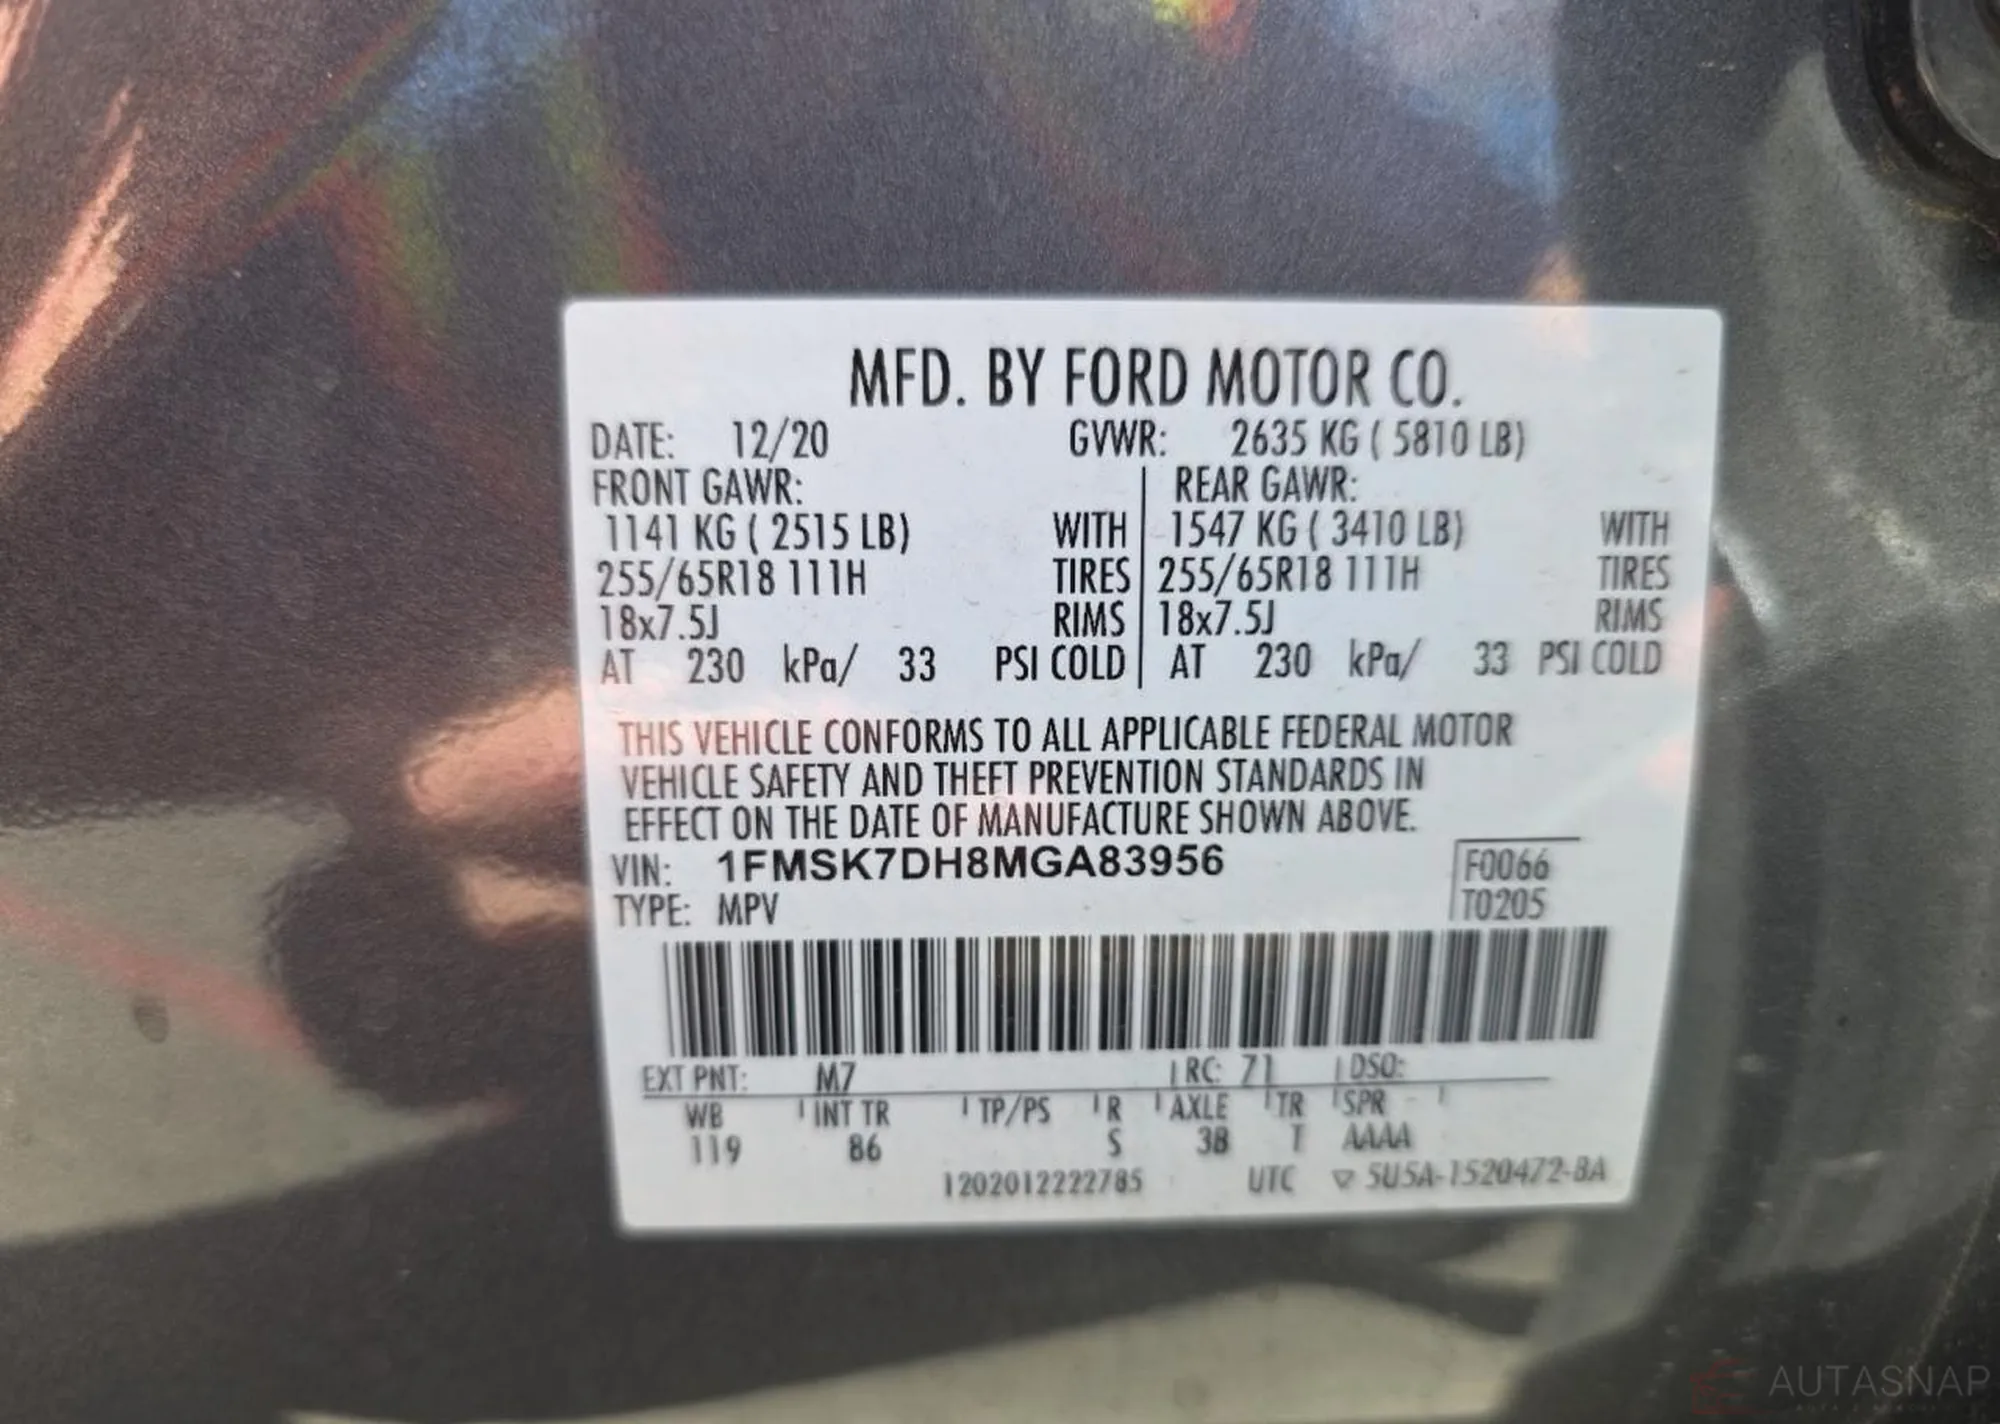 MFD. BY FORD MOTOR CO.
DATE: 12/20 GVWR: 2635 KG ( 5810 LB)
FRONT GAWR: REAR GAWR:
1141 KG ( 2515 LB) WITH 1547 KG ( 3410 LB) WITH
255/65R18 111H TIRES 255/65R18 111H TIRES
18x7.5J RIMS 18x7.5J RIMS
AT 230 kPa/ 33 PSI COLD AT 230 kPa/ 33 PSI COLD
THIS VEHICLE CONFORMS TO ALL APPLICABLE FEDERAL MOTOR
VEHICLE SAFETY AND THEFT PREVENTION STANDARDS IN
EFFECT ON THE DATE OF MANUFACTURE SHOWN ABOVE.
VIN: 1FMSK7DH8MGA83956 F0066
TYPE: MPV T0205
EXT PNT: M7 RC: 71 DSO:
WB INT TR TP/PS R AXLE TR SPR
119 86 S 3B T AAAA
1202012222785 UTC ▽ 5U5A-1520472-BA
AUTASNAP